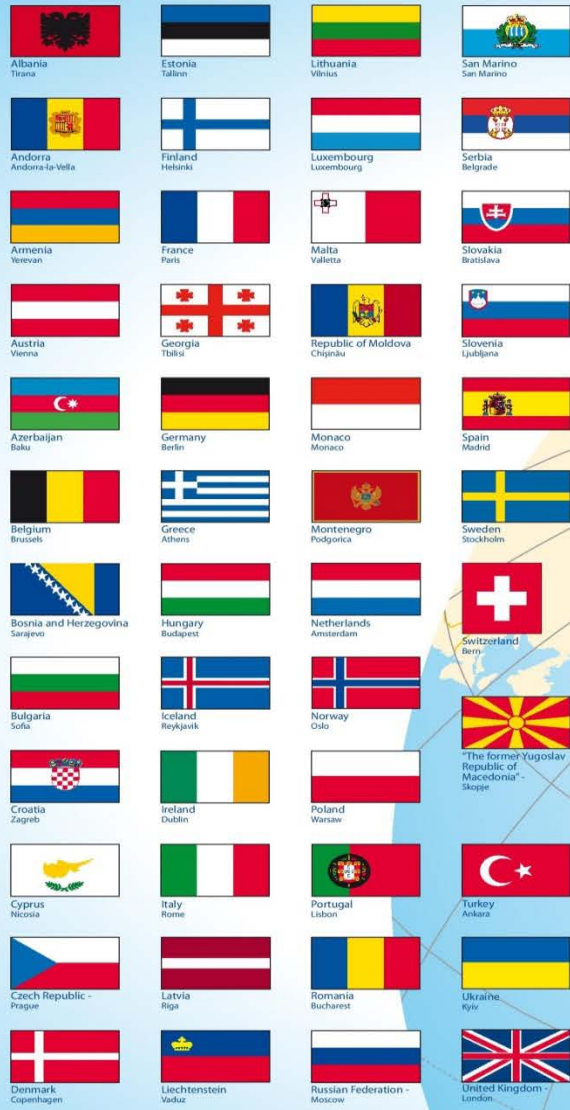 Albania
Tirana
Andorra
Andorra-la-Vella
Armenia
Yerevan
Austria
Vienna
Azerbaijan
Baku
Belgium
Brussels
Bosnia and Herzegovina
Sarajevo
Bulgaria
Sofia
Croatia
Zagreb
Cyprus
Nicosia
Czech Republic -
Prague
Denmark
Copenhagen
Estonia
Tallinn
Finland
Helsinki
France
Paris
Georgia
Tbilisi
Germany
Berlin
Greece
Athens
Hungary
Budapest
Iceland
Reykjavik
Ireland
Dublin
Italy
Rome
Latvia
Riga
Liechtenstein
Vaduz
Lithuania
Vilnius
Luxembourg
Luxembourg
Malta
Valletta
Republic of Moldova
Chișinău
Monaco
Monaco
Montenegro
Podgorica
Netherlands
Amsterdam
Norway
Oslo
Poland
Warsaw
Portugal
Lisbon
Romania
Bucharest
Russian Federation -
Moscow
San Marino
San Marino
Serbia
Belgrade
Slovakia
Bratislava
Slovenia
Ljubljana
Spain
Madrid
Sweden
Stockholm
Switzerland
Bern
"The former Yugoslav
Republic of
Macedonia" -
Skopje
Turkey
Ankara
Ukraine
Kyiv
United Kingdom -
London